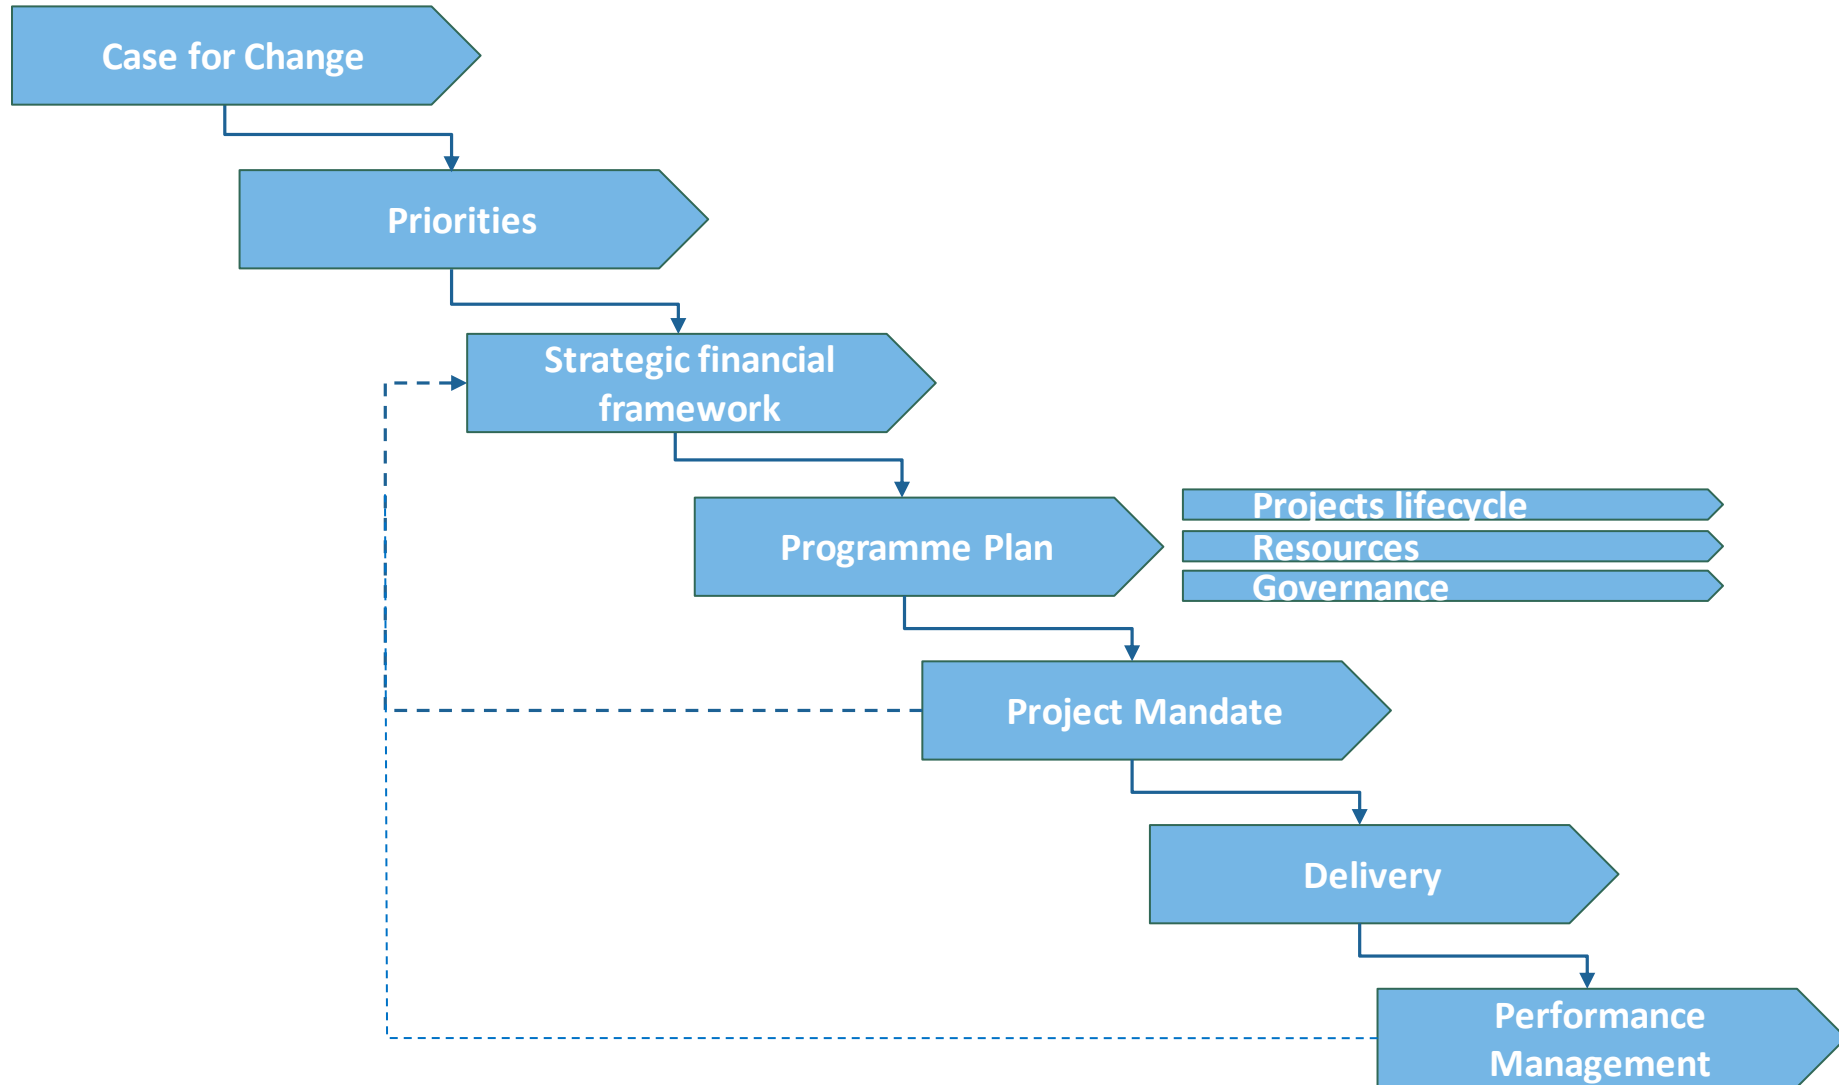 Case for Change
Priorities
Strategic financial
framework
Projects lifecycle
Resources
Governance
Programme Plan
Project Mandate
Delivery
Performance
Management